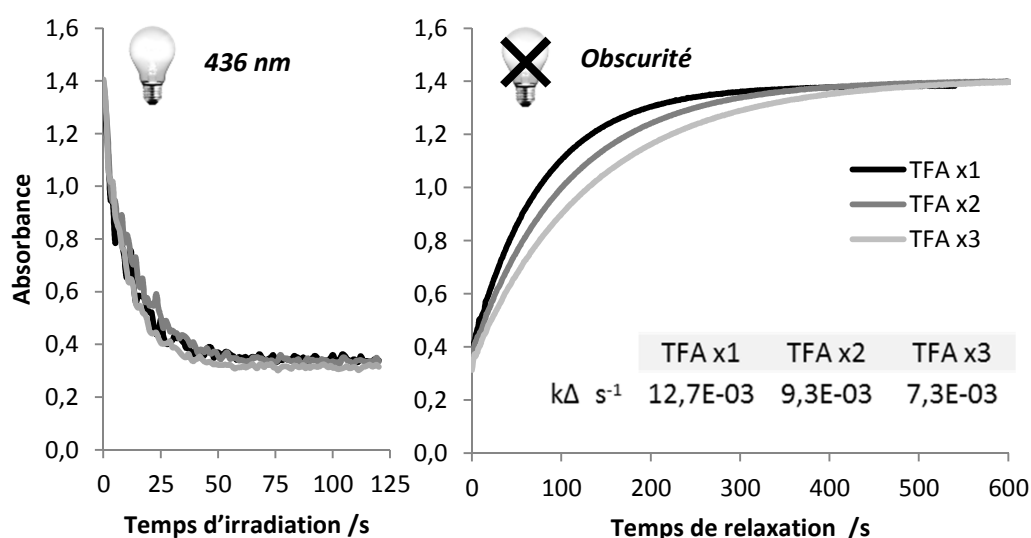 436 nm
Absorbance
1,6
1,4
1,2
1,0
0,8
0,6
0,4
0,2
0,0
0 25 50 75 100 125
Temps d'irradiation /s
Obscurité
1,6
1,4
1,2
1,0
0,8
0,6
0,4
0,2
0,0
TFA x1
TFA x2
TFA x3
TFA x1 TFA x2 TFA x3
kΔ s-1 12,7E-03 9,3E-03 7,3E-03
0 100 200 300 400 500 600
Temps de relaxation /s